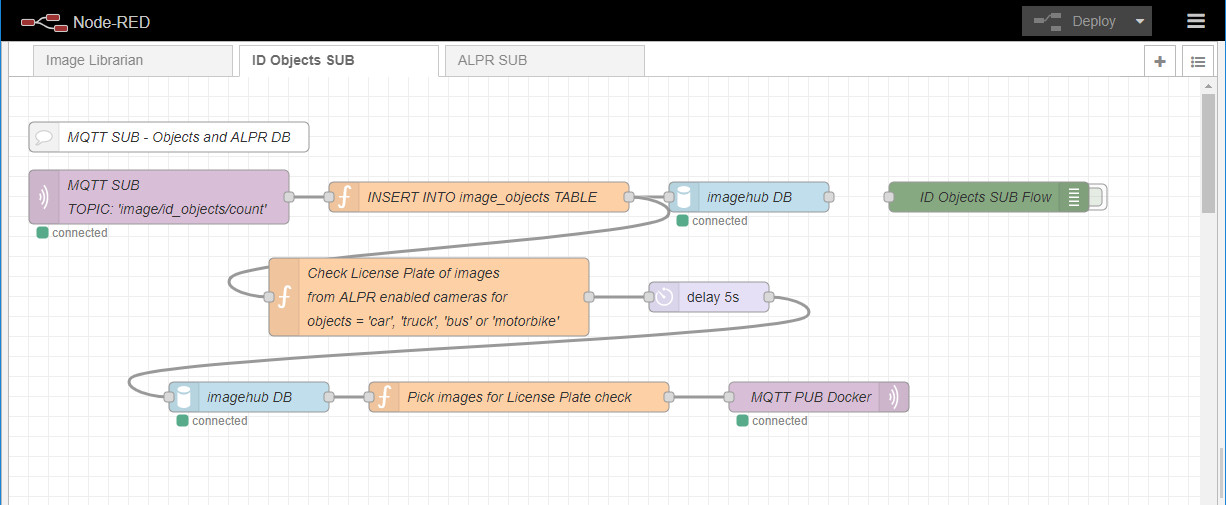 Node-RED
Deploy
Image Librarian
ID Objects SUB
ALPR SUB
MQTT SUB - Objects and ALPR DB
MQTT SUB
TOPIC: 'image/id_objects/count'
connected
INSERT INTO image_objects TABLE
imagehub DB
connected
ID Objects SUB Flow
Check License Plate of images
from ALPR enabled cameras for
objects = 'car', 'truck', 'bus' or 'motorbike'
delay 5s
imagehub DB
connected
Pick images for License Plate check
MQTT PUB Docker
connected